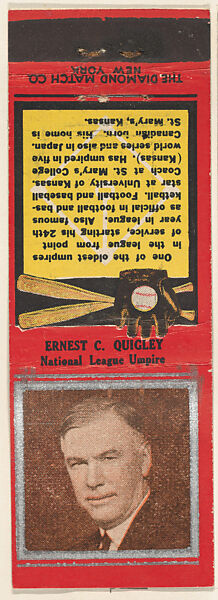 THE DIAMOND MATCH CO.
NEW YORK
One of the oldest umpires
in the league from point
of service, starting his 24th
year in league. Also famous
as official in football and bas-
ketball. Football and baseball
star at University of Kansas.
Coach at St. Mary's College
(Kansas). Has umpired in five
world series and also in Japan.
Canadian born. His home is
St. Mary's, Kansas.
ERNEST C. QUIGLEY
National League Umpire